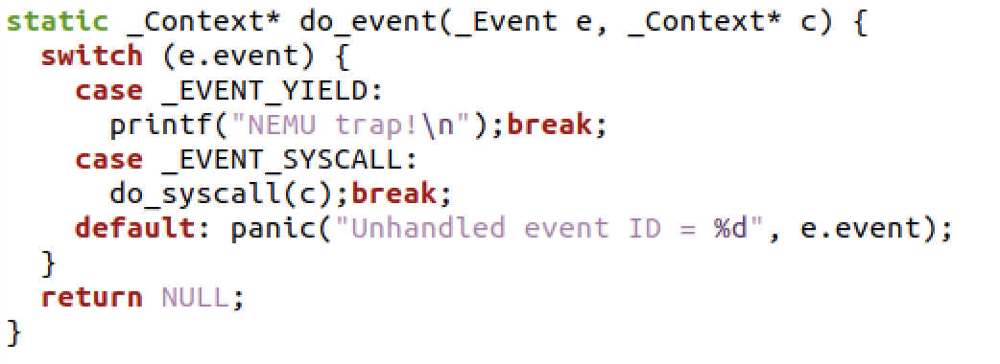 static _Context* do_event(_Event e, _Context* c) {
  switch (e.event) {
    case _EVENT_YIELD:
      printf("NEMU trap!\n");break;
    case _EVENT_SYSCALL:
      do_syscall(c);break;
    default: panic("Unhandled event ID = %d", e.event);
  }
  return NULL;
}